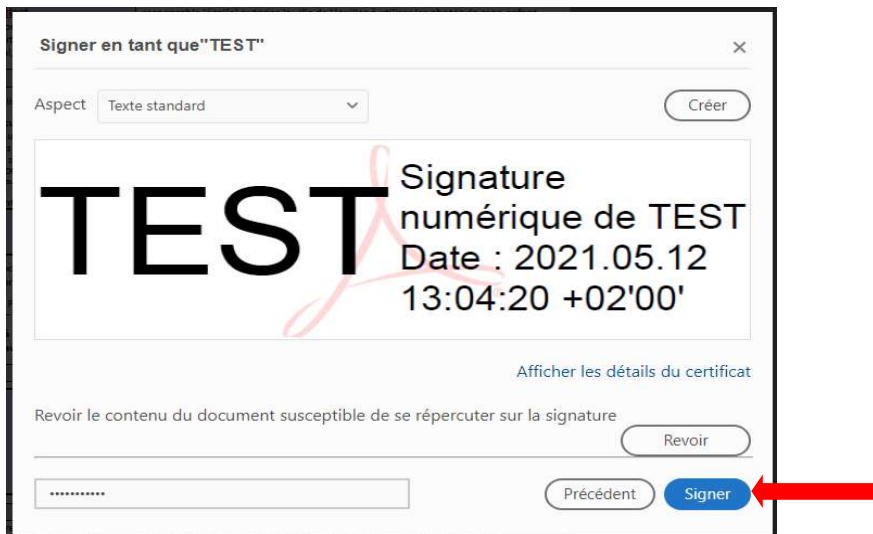 Signer en tant que"TEST"
Aspect Texte standard Créer
TEST
Signature
numérique de TEST
Date : 2021.05.12
13:04:20 +02'00'
Afficher les détails du certificat
Revoir le contenu du document susceptible de se répercuter sur la signature
Revoir
•••••••••••
Précédent Signer